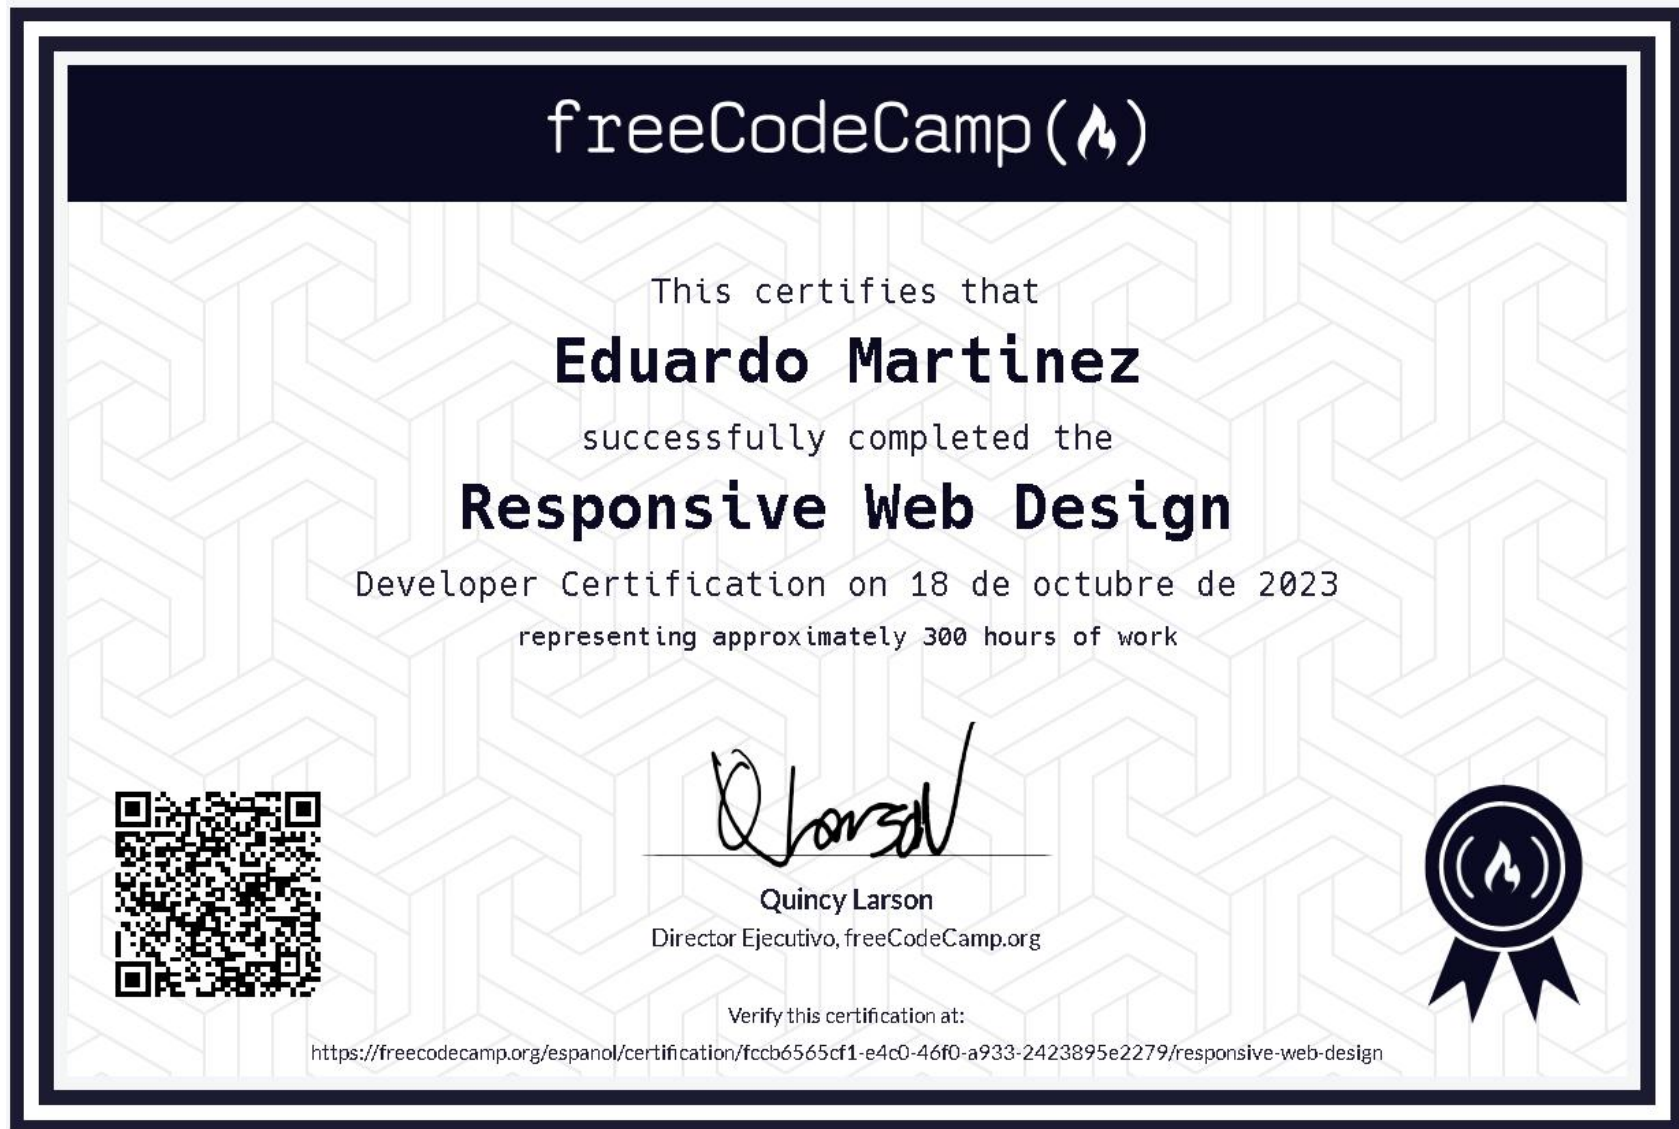 freeCodeCamp
This certifies that
Eduardo Martinez
successfully completed the
Responsive Web Design
Developer Certification on 18 de octubre de 2023
representing approximately 300 hours of work
Q Larson
Quincy Larson
Director Ejecutivo, freeCodeCamp.org
Verify this certification at:
https://freecodecamp.org/espanol/certification/fccb6565cf1-e4c0-46f0-a933-2423895e2279/responsive-web-design